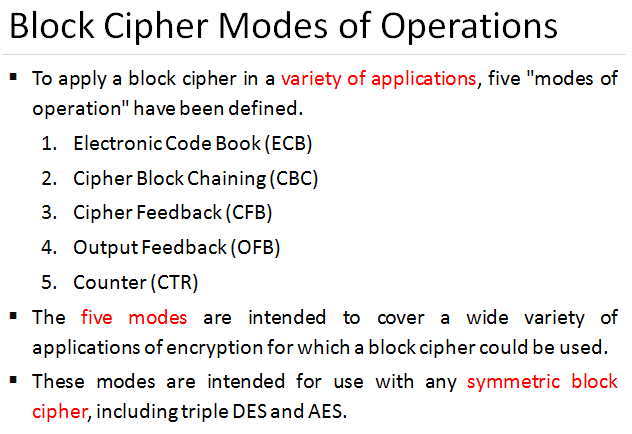 Block Cipher Modes of Operations
▪ To apply a block cipher in a variety of applications, five "modes of
operation" have been defined.
1. Electronic Code Book (ECB)
2. Cipher Block Chaining (CBC)
3. Cipher Feedback (CFB)
4. Output Feedback (OFB)
5. Counter (CTR)
▪ The five modes are intended to cover a wide variety of
applications of encryption for which a block cipher could be used.
▪ These modes are intended for use with any symmetric block
cipher, including triple DES and AES.